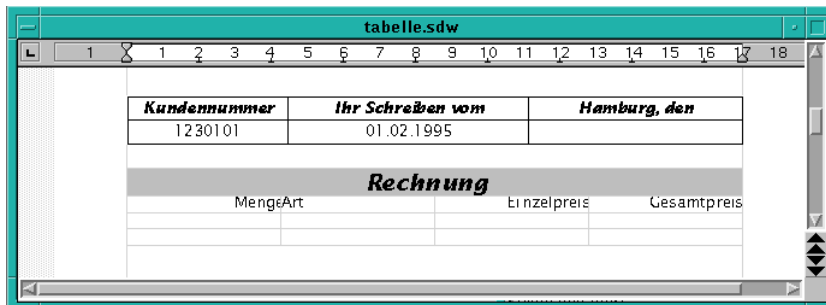 tabelle.sdw
1 1 2 3 4 5 6 7 8 9 10 11 12 13 14 15 16 17 18
Kundennummer Ihr Schreiben vom Hamburg, den
1230101 01.02.1995
Rechnung
Menge Art Einzelpreis Gesamtpreis